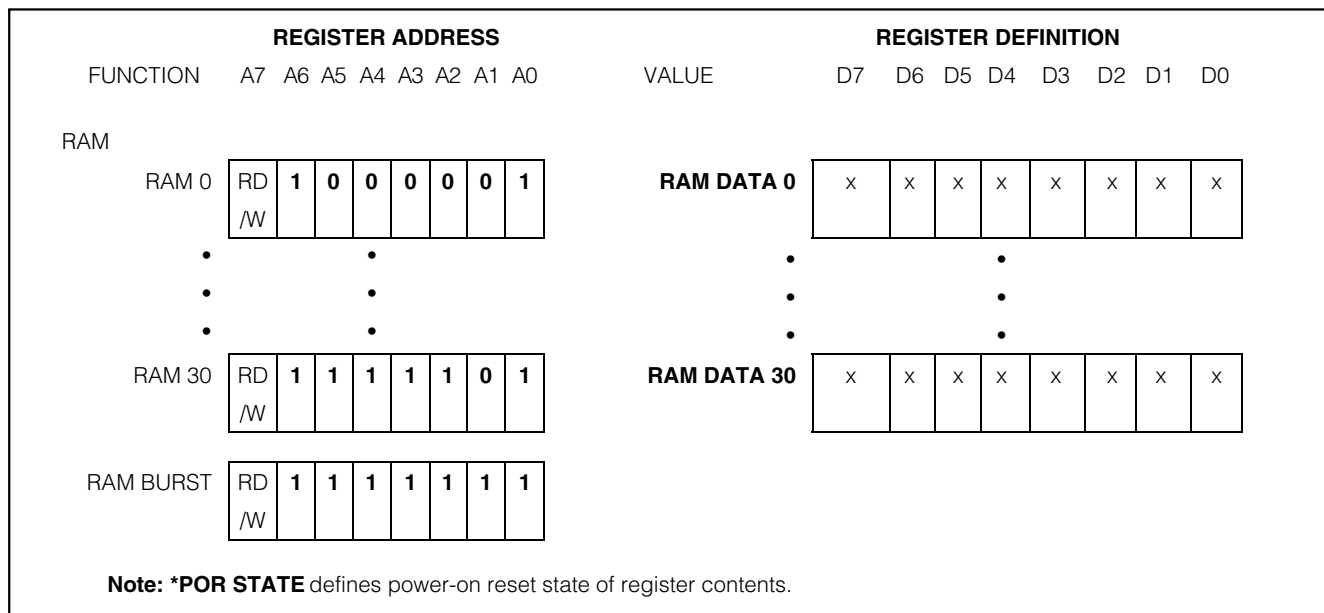 REGISTER ADDRESS REGISTER DEFINITION
FUNCTION A7 A6 A5 A4 A3 A2 A1 A0 VALUE D7 D6 D5 D4 D3 D2 D1 D0
RAM
RAM 0 RD /W 1 0 0 0 0 0 1 RAM DATA 0 x x x x x x x x
RAM 30 RD /W 1 1 1 1 1 0 1 RAM DATA 30 x x x x x x x x
RAM BURST RD /W 1 1 1 1 1 1 1
Note: *POR STATE defines power-on reset state of register contents.